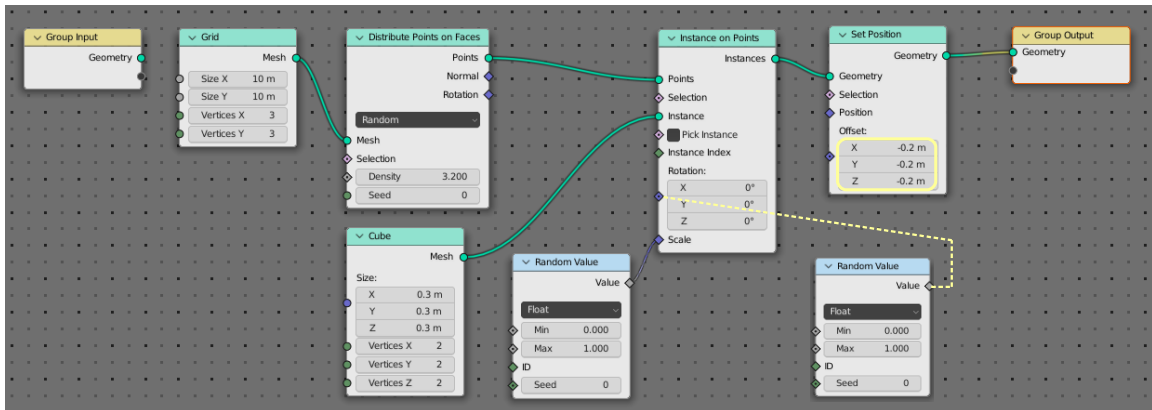 Group Input
Geometry
Grid
Mesh
Size X 10 m
Size Y 10 m
Vertices X 3
Vertices Y 3
Distribute Points on Faces
Points
Normal
Rotation
Random
Mesh
Selection
Density 3.200
Seed 0
Cube
Mesh
Size:
X 0.3 m
Y 0.3 m
Z 0.3 m
Vertices X 2
Vertices Y 2
Vertices Z 2
Random Value
Value
Float
Min 0.000
Max 1.000
ID
Seed 0
Instance on Points
Instances
Points
Selection
Instance
Pick Instance
Instance Index
Rotation:
X 0°
Y 0°
Z 0°
Scale
Set Position
Geometry
Geometry
Selection
Position
Offset:
X -0.2 m
Y -0.2 m
Z -0.2 m
Random Value
Value
Float
Min 0.000
Max 1.000
ID
Seed 0
Group Output
Geometry